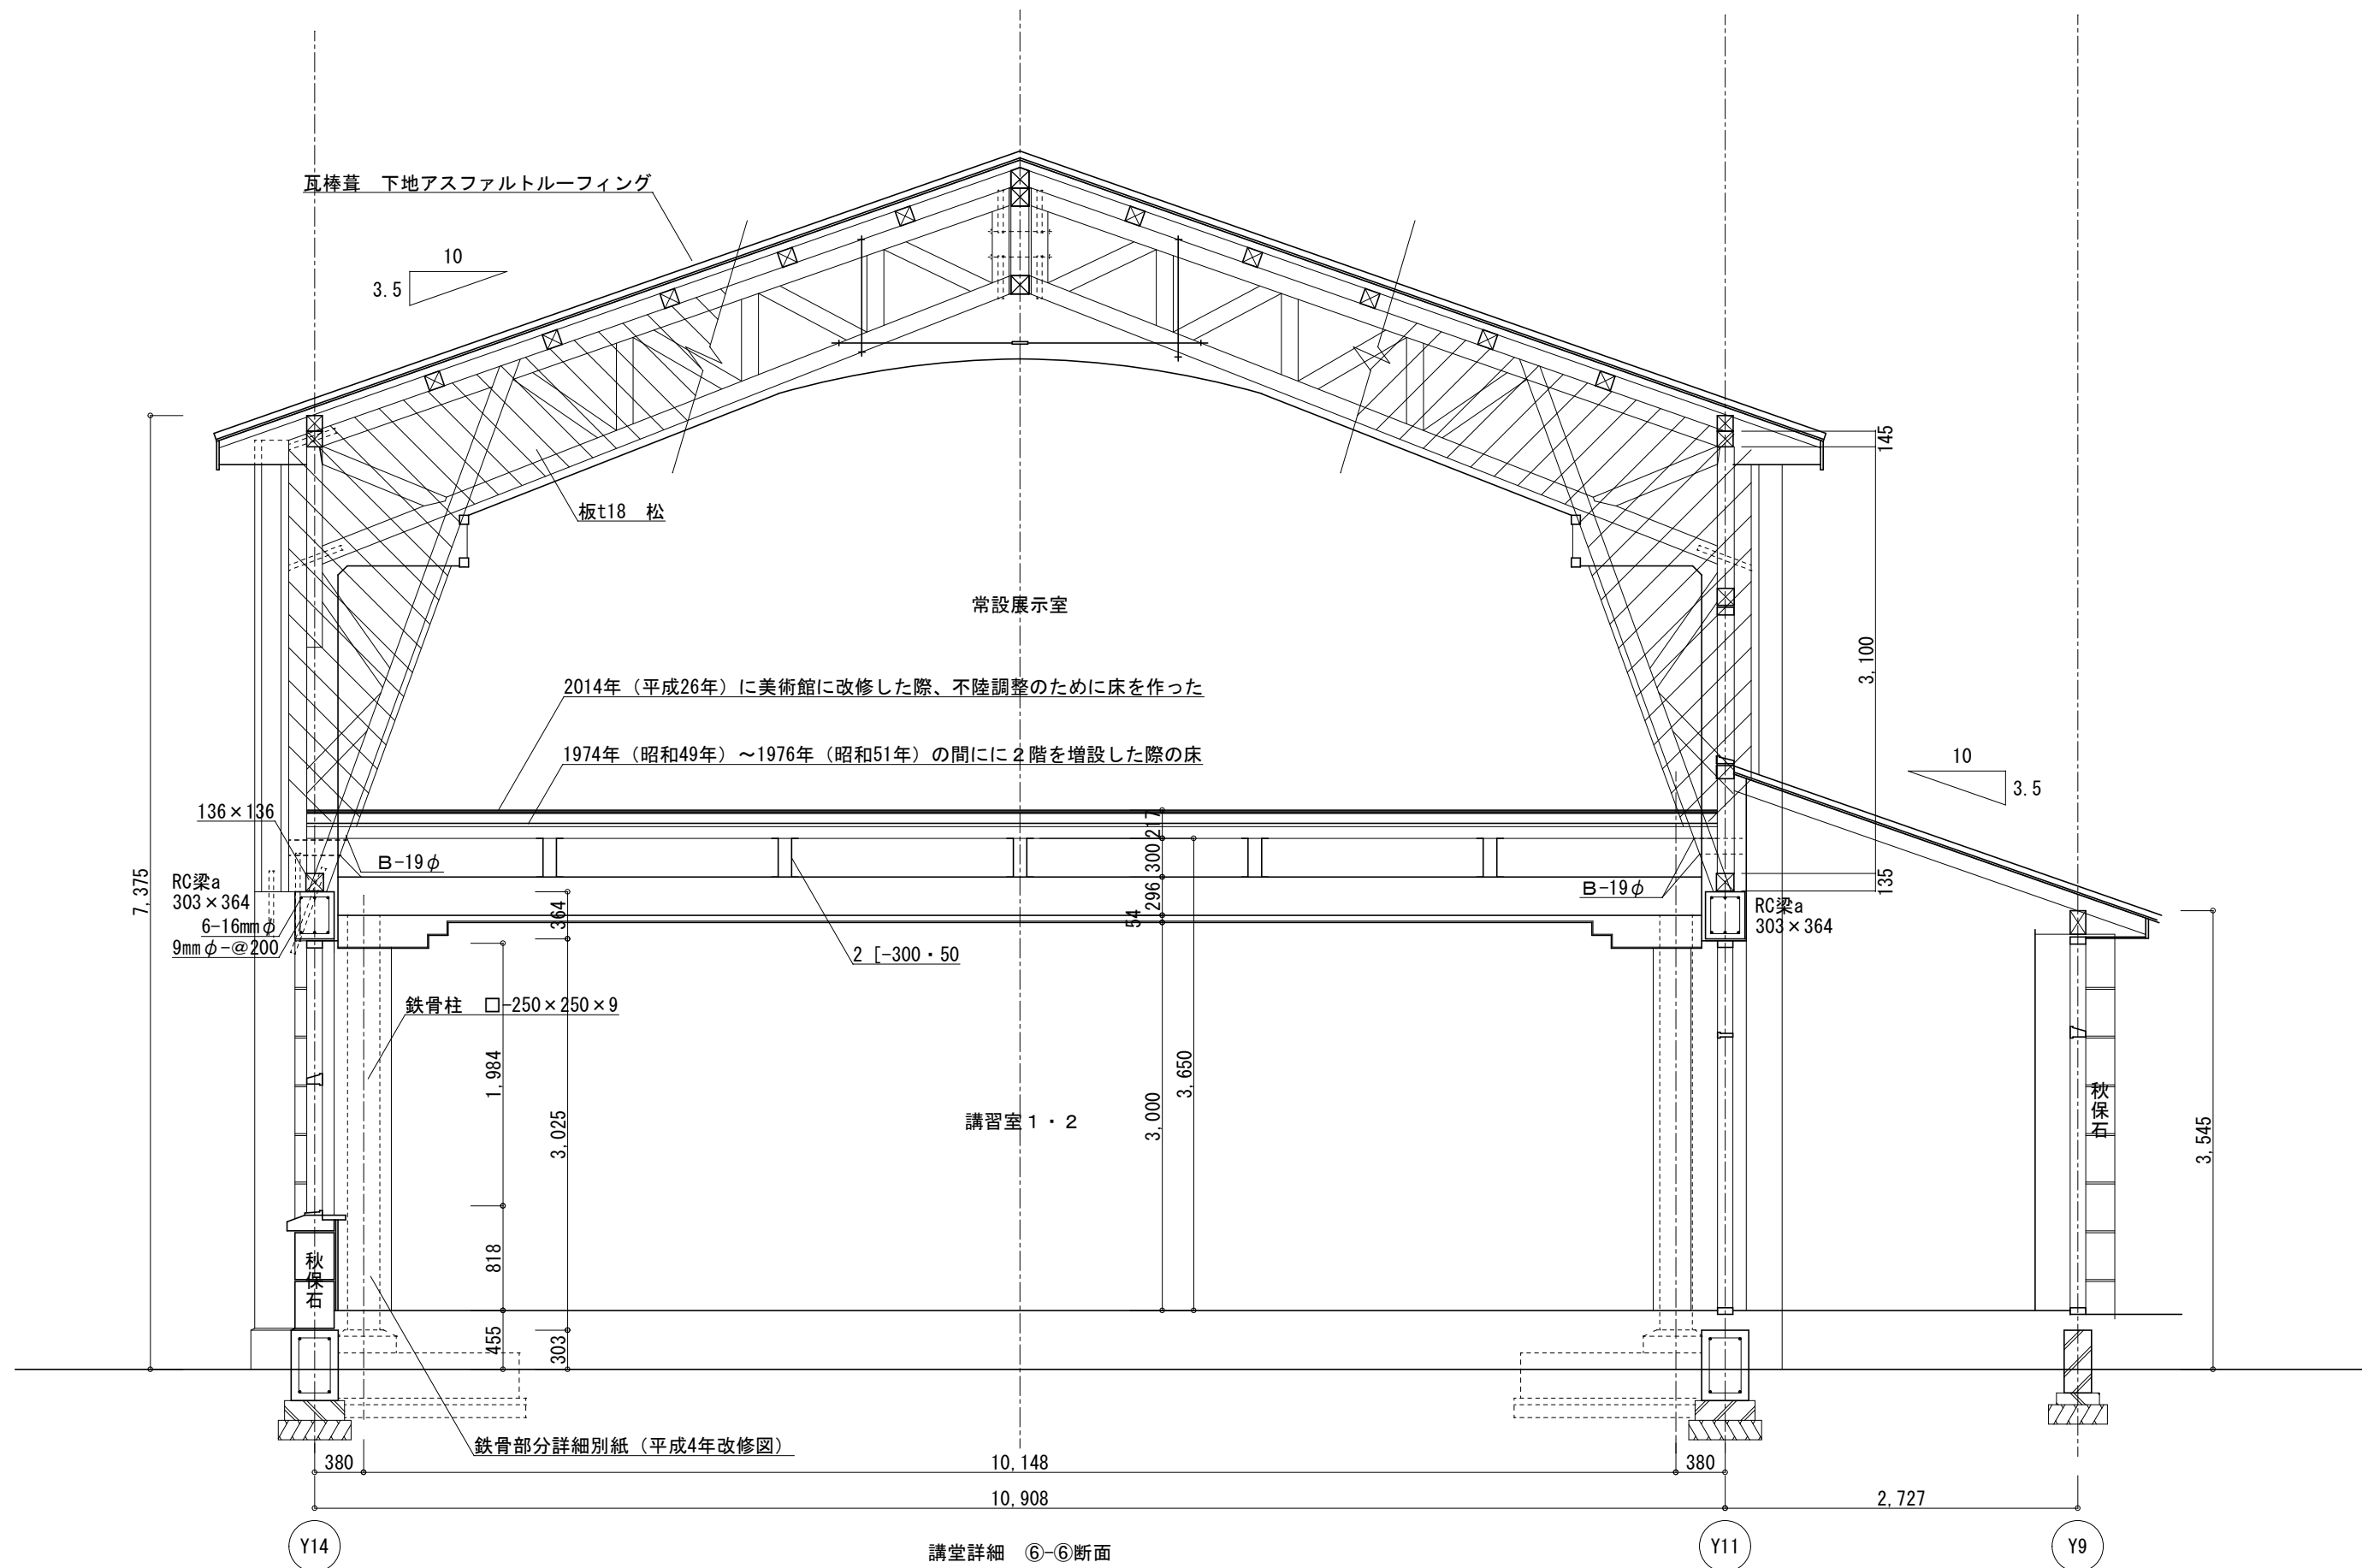 瓦棒葺　下地アスファルトルーフィング
10
3.5
145
板t18　松
常設展示室
3,100
2014年（平成26年）に美術館に改修した際、不陸調整のために床を作った
1974年（昭和49年）～1976年（昭和51年）の間にに２階を増設した際の床
10
3.5
136×136
217
300
B-19φ
B-19φ
7,375
RC梁a
303×364
6-16mmφ
9mmφ-@200
364
296
54
135
RC梁a
303×364
2 [-300・50
鉄骨柱　□-250×250×9
1,984
3,025
3,650
3,000
講習室１・２
秋保石
3,545
818
秋保石
455
303
鉄骨部分詳細別紙（平成4年改修図）
380
10,148
380
10,908
2,727
Y14
Y11
Y9
講堂詳細　⑥-⑥断面